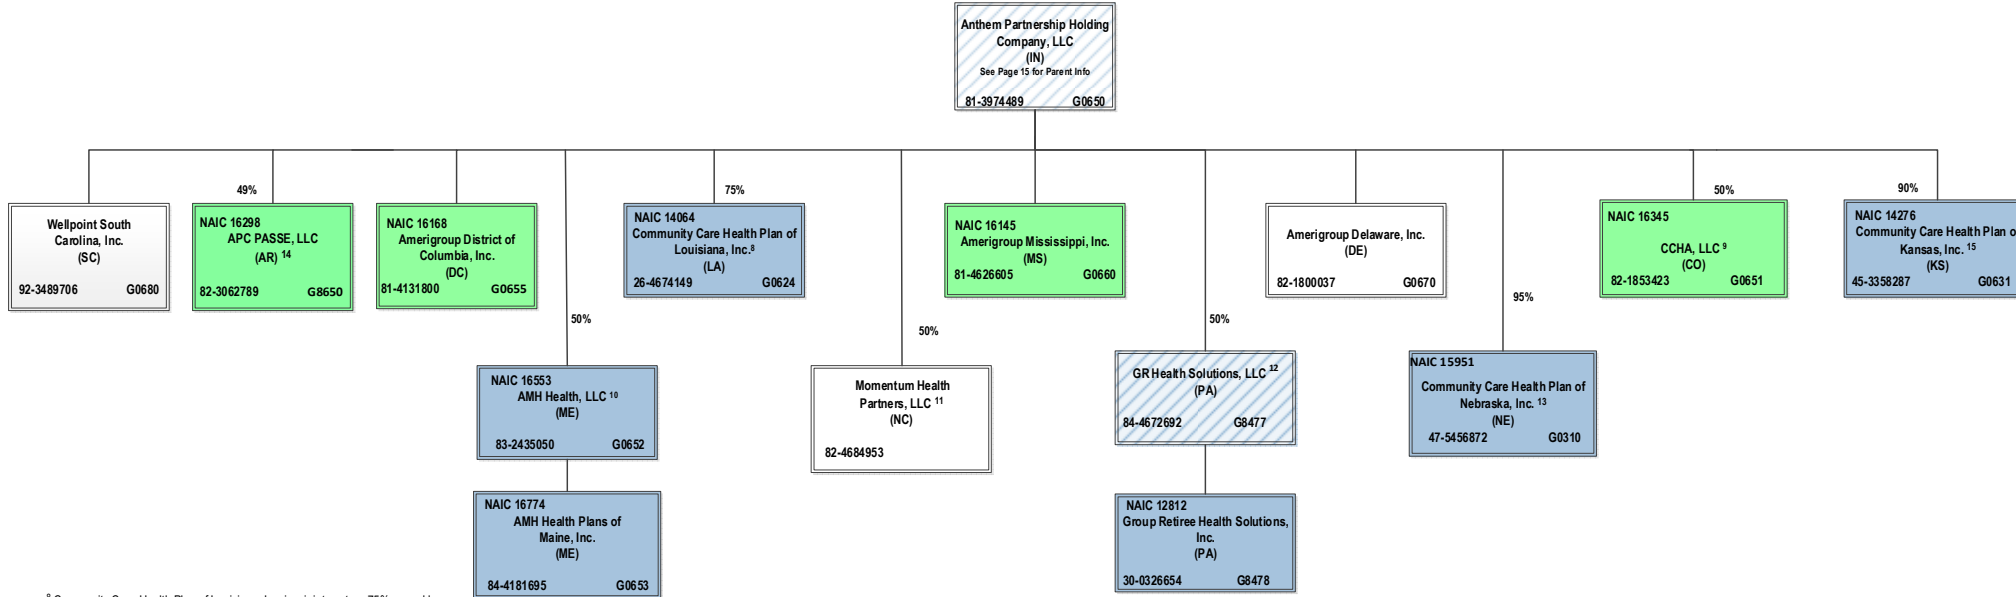 Anthem Partnership Holding
Company, LLC
(IN)
See Page 15 for Parent Info
81-3974489 G0650
49%
75%
50%
90%
Wellpoint South
Carolina, Inc.
(SC)
92-3489706 G0680
NAIC 16298
APC PASSE, LLC
(AR) 14
82-3062789 G8650
NAIC 16168
Amerigroup District of
Columbia, Inc.
(DC)
81-4131800 G0655
NAIC 14064
Community Care Health Plan of
Louisiana, Inc.8
(LA)
26-4674149 G0624
NAIC 16145
Amerigroup Mississippi, Inc.
(MS)
81-4626605 G0660
Amerigroup Delaware, Inc.
(DE)
82-1800037 G0670
NAIC 16345
CCHA, LLC 9
(CO)
82-1853423 G0651
NAIC 14276
Community Care Health Plan o
Kansas, Inc. 15
(KS)
45-3358287 G0631
50%
50%
50%
95%
NAIC 16553
AMH Health, LLC 10
(ME)
83-2435050 G0652
Momentum Health
Partners, LLC 11
(NC)
82-4684953
GR Health Solutions, LLC 12
(PA)
84-4672692 G8477
NAIC 15951
Community Care Health Plan of
Nebraska, Inc. 13
(NE)
47-5456872 G0310
NAIC 16774
AMH Health Plans of
Maine, Inc.
(ME)
84-4181695 G0653
NAIC 12812
Group Retiree Health Solutions,
Inc.
(PA)
30-0326654 G8478